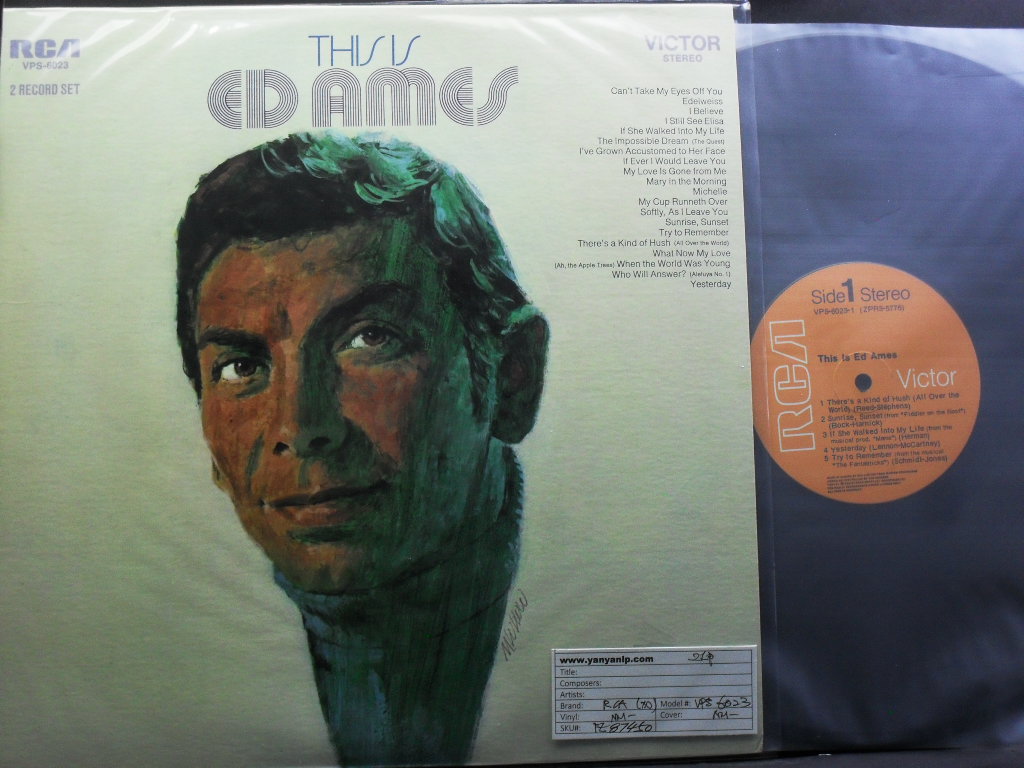 RCA
VPS-6023
2 RECORD SET
THIS IS
ED AMES
VICTOR
STEREO
Can't Take My Eyes Off You
Edelweiss
I Believe
I Still See Elisa
If She Walked Into My Life
The Impossible Dream (The Quest)
I've Grown Accustomed to Her Face
If Ever I Would Leave You
My Love Is Gone from Me
Mary in the Morning
Michelle
My Cup Runneth Over
Softly, As I Leave You
Sunrise, Sunset
Try to Remember
There's a Kind of Hush (All Over the World)
What Now My Love
(Ah, the Apple Trees) When the World Was Young
Who Will Answer? (Aleluya No. 1)
Yesterday
Side 1 Stereo
VPS-6023-1 (ZPRS-5776)
RCA
This Is Ed Ames
Victor
1 There's a Kind of Hush (All Over the
World) (Reed-Stephens)
2 Sunrise, Sunset (from "Fiddler on the Roof")
(Bock-Harnick)
3 If She Walked Into My Life (from the
musical prod. "Mame") (Herman)
4 Yesterday (Lennon-McCartney)
5 Try to Remember (from the musical
"The Fantasticks") (Schmidt-Jones)
www.yanyanlp.com 2LP
Title:
Composers:
Artists:
Brand: RCA (70) Model #: VPS 6023
Vinyl: NM- Cover: NM-
SKU#: